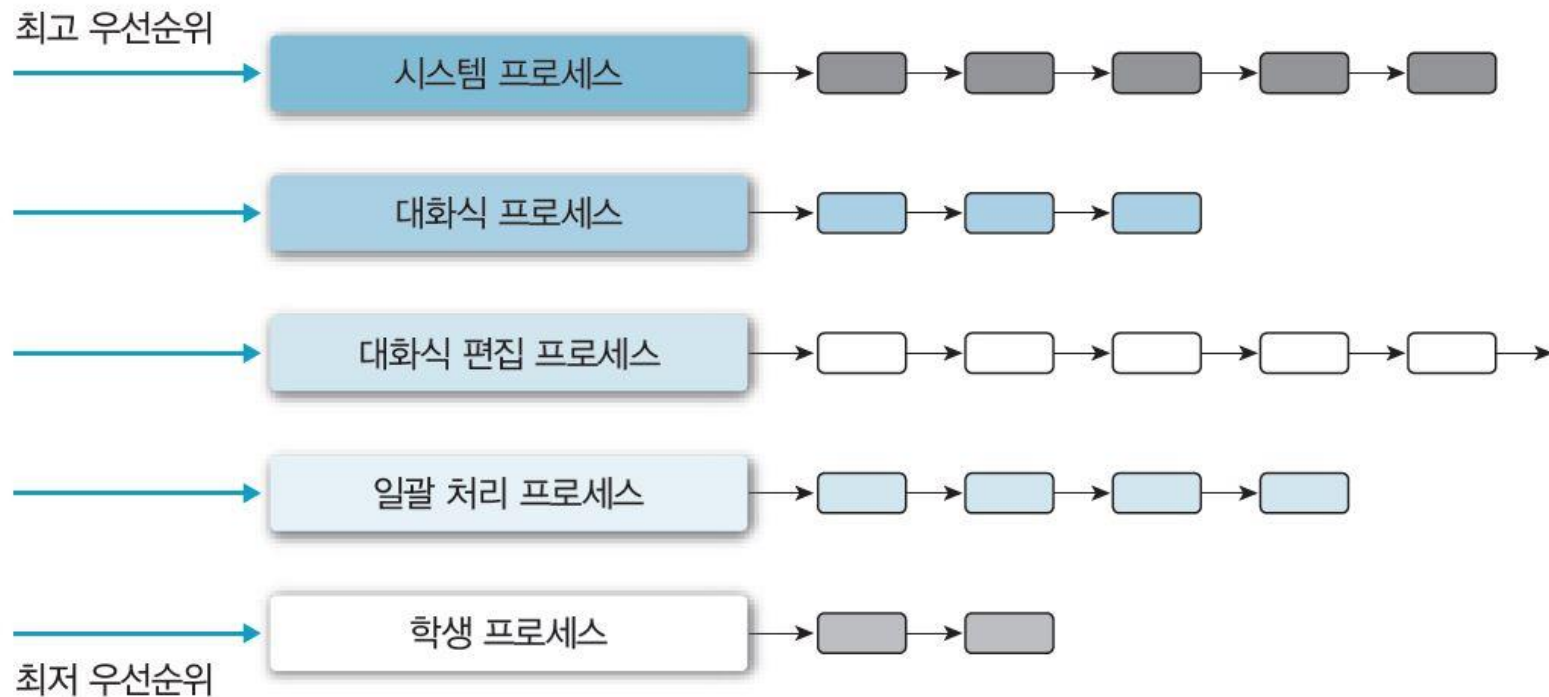 최고 우선순위
시스템 프로세스
대화식 프로세스
대화식 편집 프로세스
일괄 처리 프로세스
학생 프로세스
최저 우선순위